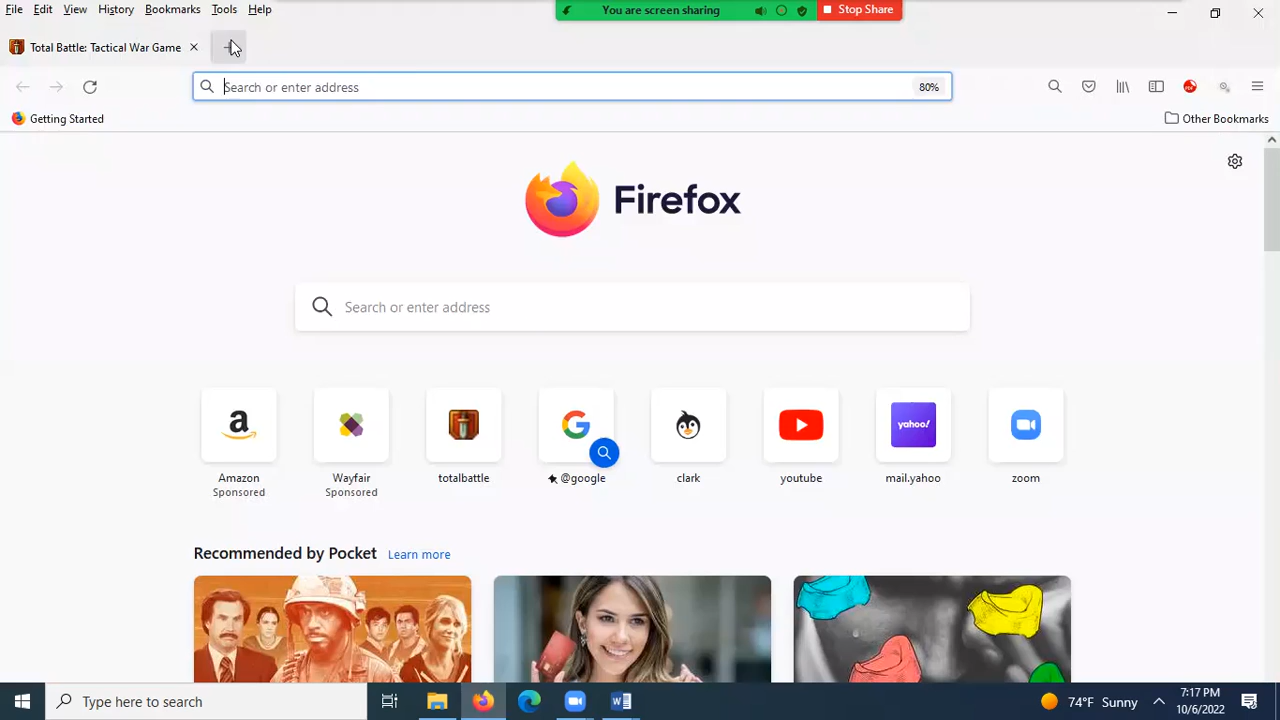 File Edit View History Bookmarks Tools Help
You are screen sharing
Stop Share
Total Battle: Tactical War Game
Search or enter address
80%
Getting Started
Other Bookmarks
Firefox
Search or enter address
a
yahoo!
Amazon
Sponsored
Wayfair
Sponsored
totalbattle
@google
clark
youtube
mail.yahoo
zoom
Recommended by Pocket Learn more
Type here to search
74°F Sunny
7:17 PM
10/6/2022